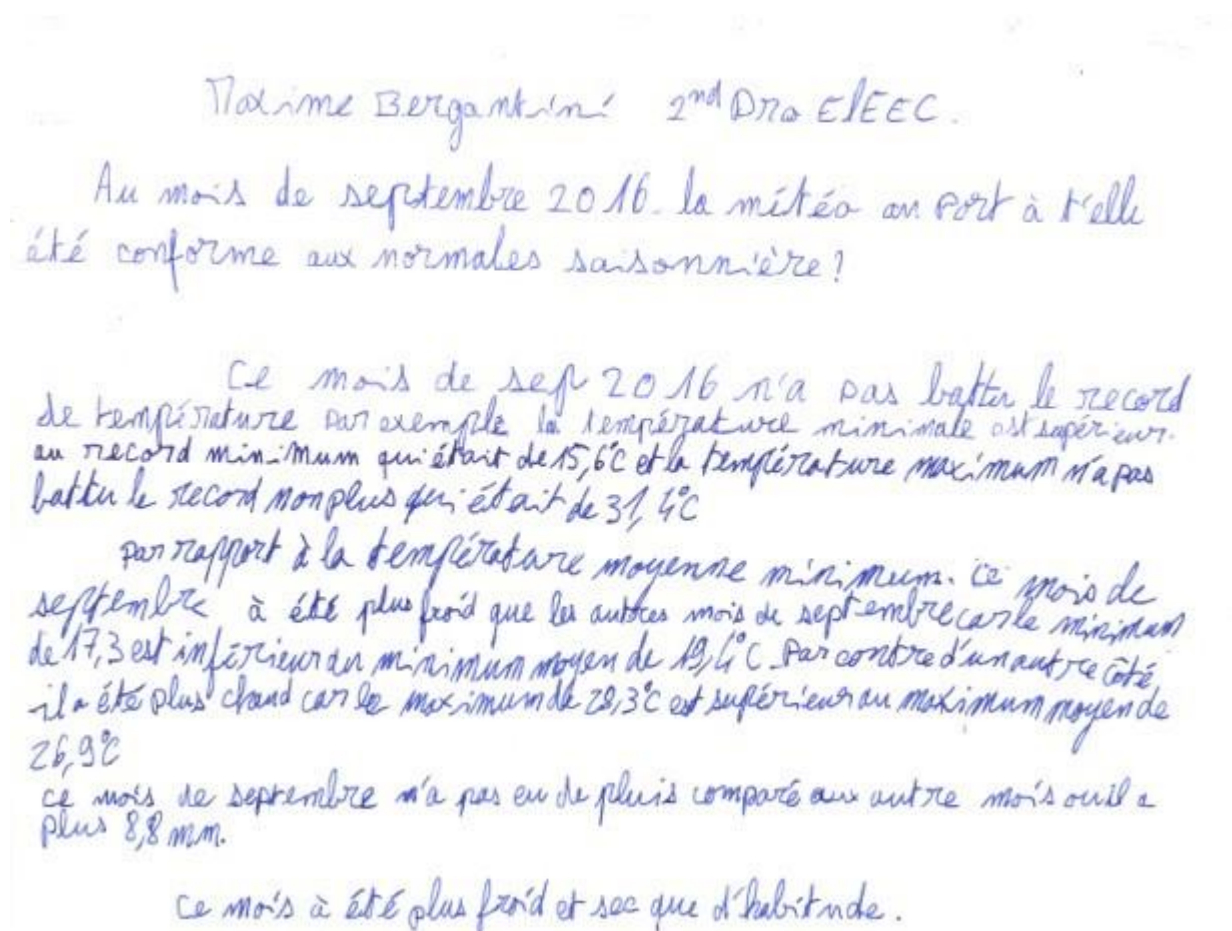 Maxime Bergantini 2nd Pro ElEEC.
Au mois de septembre 2016. la météo au Port à t'elle
été conforme aux normales saisonnière?
Ce mois de sept 2016 n'a pas battu le record
de température par exemple la température minimale est supérieur.
au record minimum qui était de 15,6°C et la température maximum n'a pas
battu le record non plus qui était de 31,4°C
par rapport à la température moyenne minimum. ce mois de
septembre à été plus froid que les autres mois de septembre car le minimum
de 17,3 est inférieur au minimum moyen de 19,4°C. Par contre d'un autre côté
il a été plus chaud car le maximum de 28,3°C est supérieur au maximum moyen de
26,9°C
ce mois de septembre n'a pas eu de pluis comparé aux autre mois ou il a
plus 8,8 mm.
ce mois à été plus froid et sec que d'habitude.